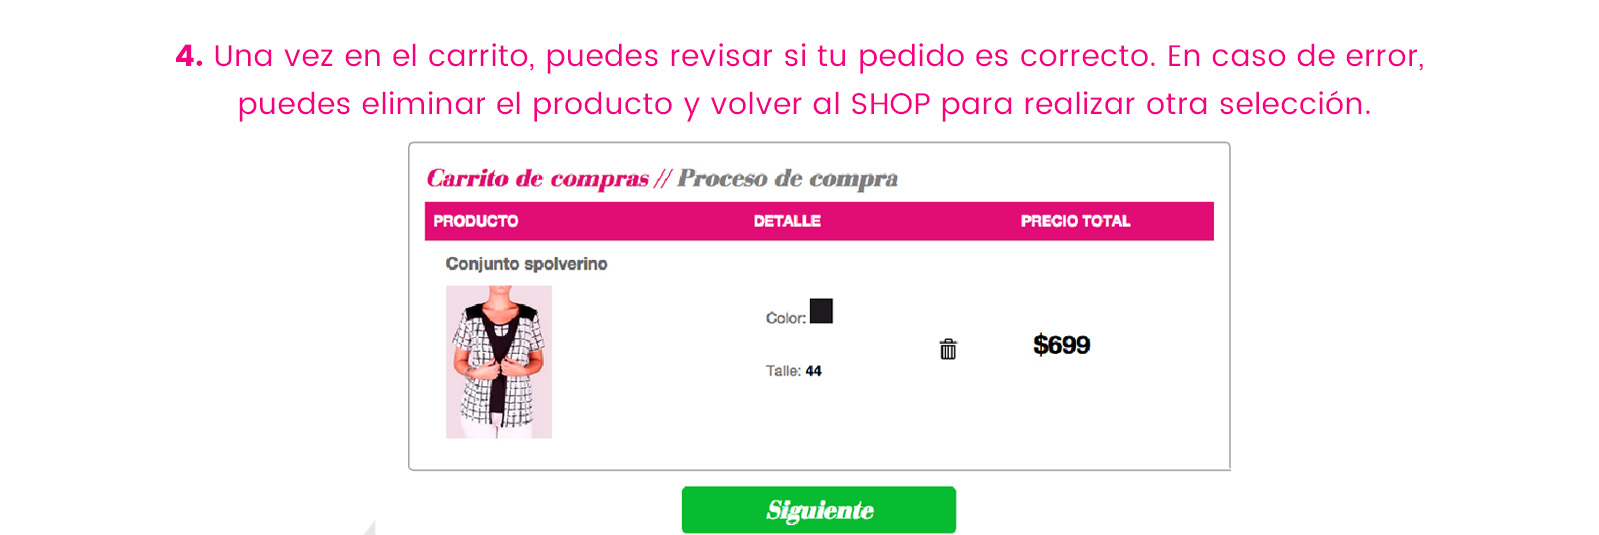 4. Una vez en el carrito, puedes revisar si tu pedido es correcto. En caso de error,
puedes eliminar el producto y volver al SHOP para realizar otra selección.
Carrito de compras // Proceso de compra
PRODUCTO DETALLE PRECIO TOTAL
Conjunto spolverino
Color:
$699
Talle: 44
Siguiente